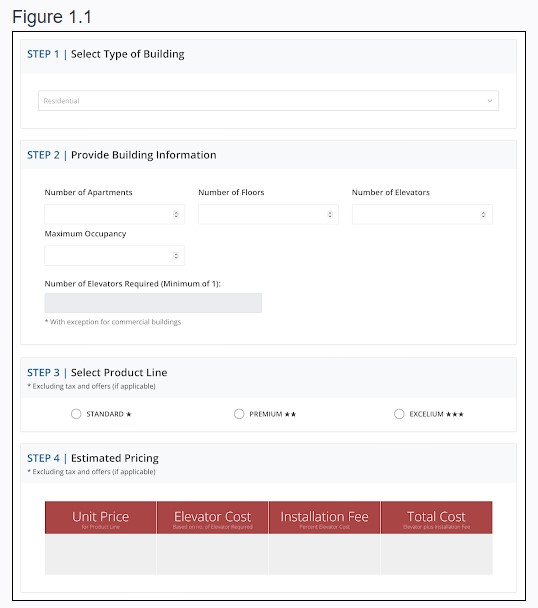 Figure 1.1
STEP 1 | Select Type of Building
Residential
STEP 2 | Provide Building Information
Number of Apartments
Number of Floors
Number of Elevators
Maximum Occupancy
Number of Elevators Required (Minimum of 1):
* With exception for commercial buildings
STEP 3 | Select Product Line
* Excluding tax and offers (if applicable)
STANDARD ★
PREMIUM ★★
EXCELIUM ★★★
STEP 4 | Estimated Pricing
* Excluding tax and offers (if applicable)
Unit Price
for Product Line
Elevator Cost
Based on no. of Elevator Required
Installation Fee
Percent Elevator Cost
Total Cost
Elevator plus Installation Fee